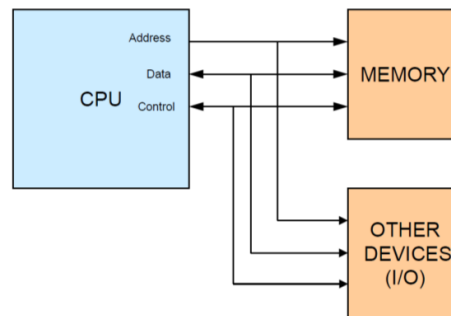 Address
Data
CPU
Control
MEMORY
OTHER
DEVICES
(I/O)